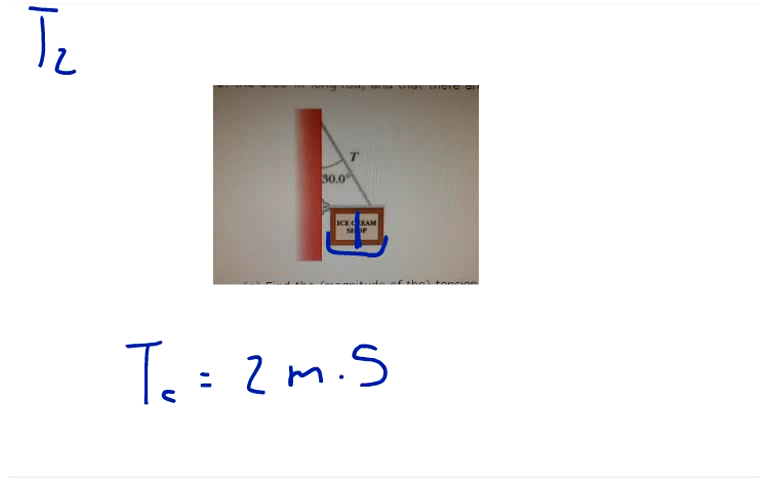 T2
T
30.0°
ICE CREAM
SHOP
Tc = 2 m . S